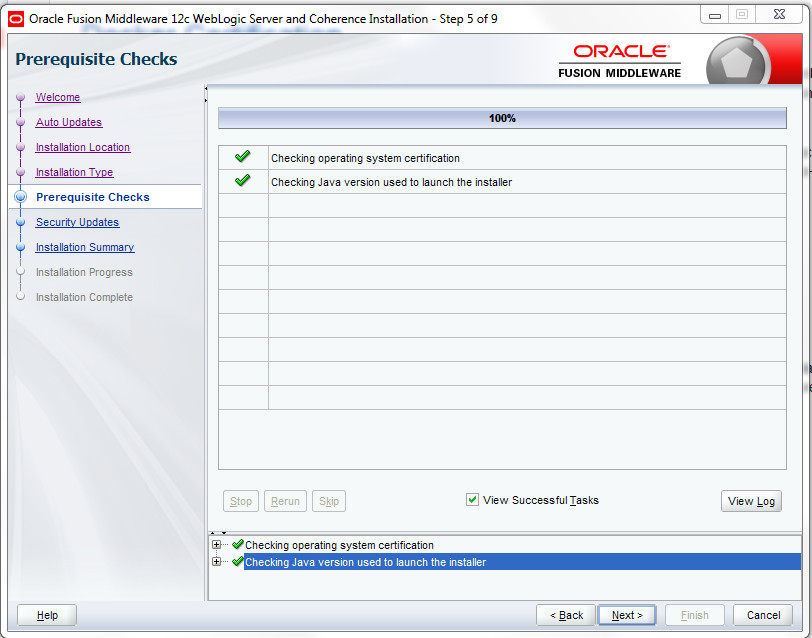 Oracle Fusion Middleware 12c WebLogic Server and Coherence Installation - Step 5 of 9
Prerequisite Checks
ORACLE
FUSION MIDDLEWARE
Welcome
Auto Updates
Installation Location
Installation Type
Prerequisite Checks
Security Updates
Installation Summary
Installation Progress
Installation Complete
100%
Checking operating system certification
Checking Java version used to launch the installer
Stop Rerun Skip View Successful Tasks View Log
Checking operating system certification
Checking Java version used to launch the installer
Help < Back Next > Finish Cancel